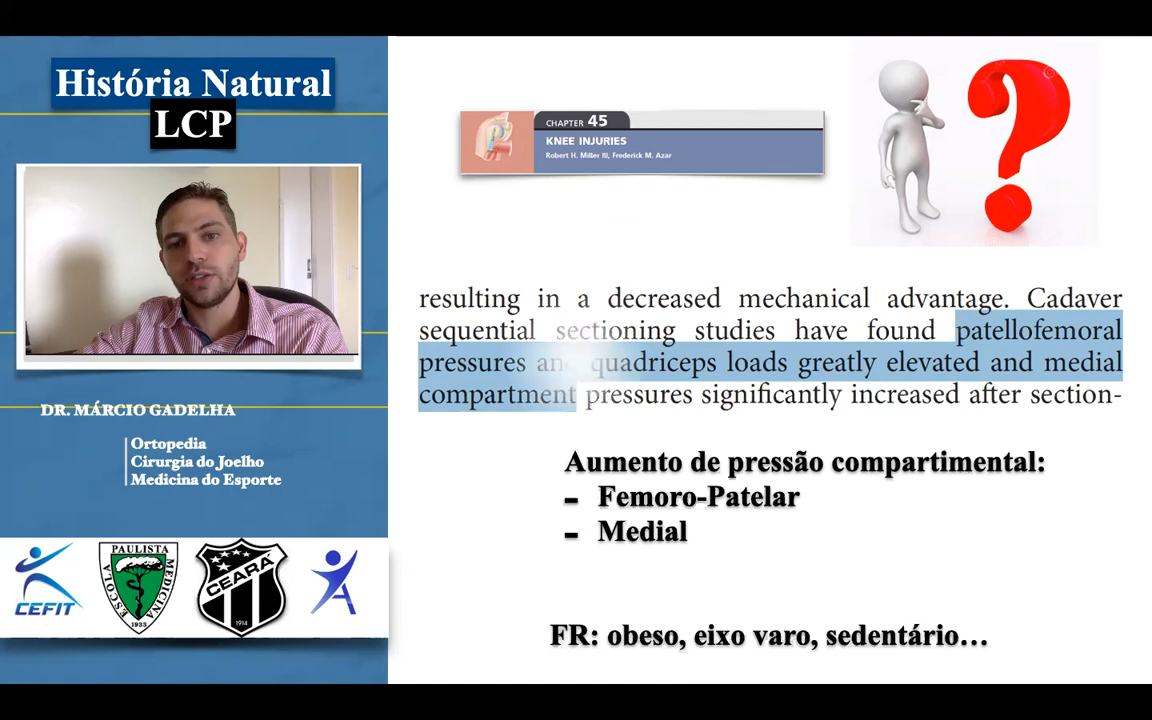 História Natural
LCP
DR. MÁRCIO GADELHA
Ortopedia
Cirurgia do Joelho
Medicina do Esporte
CEFIT
PAULISTA
MEDICINA
ESCOLA
1933
CEARÁ
1914
CHAPTER 45
KNEE INJURIES
Robert H. Miller III, Frederick M. Azar
?
resulting in a decreased mechanical advantage. Cadaver
sequential sectioning studies have found patellofemoral
pressures and quadriceps loads greatly elevated and medial
compartment pressures significantly increased after section-
Aumento de pressão compartimental:
- Femoro-Patelar
- Medial
FR: obeso, eixo varo, sedentário...